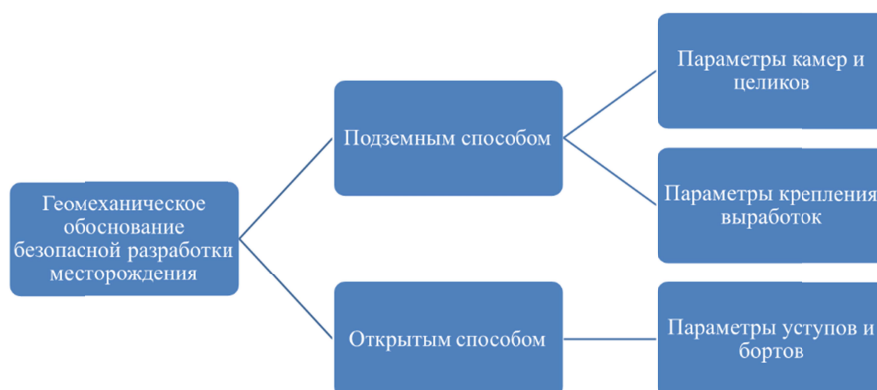 Геомеханическое
обоснование
безопасной разработки
месторождения
Подземным способом
Открытым способом
Параметры камер и
целиков
Параметры крепления
выработок
Параметры уступов и
бортов